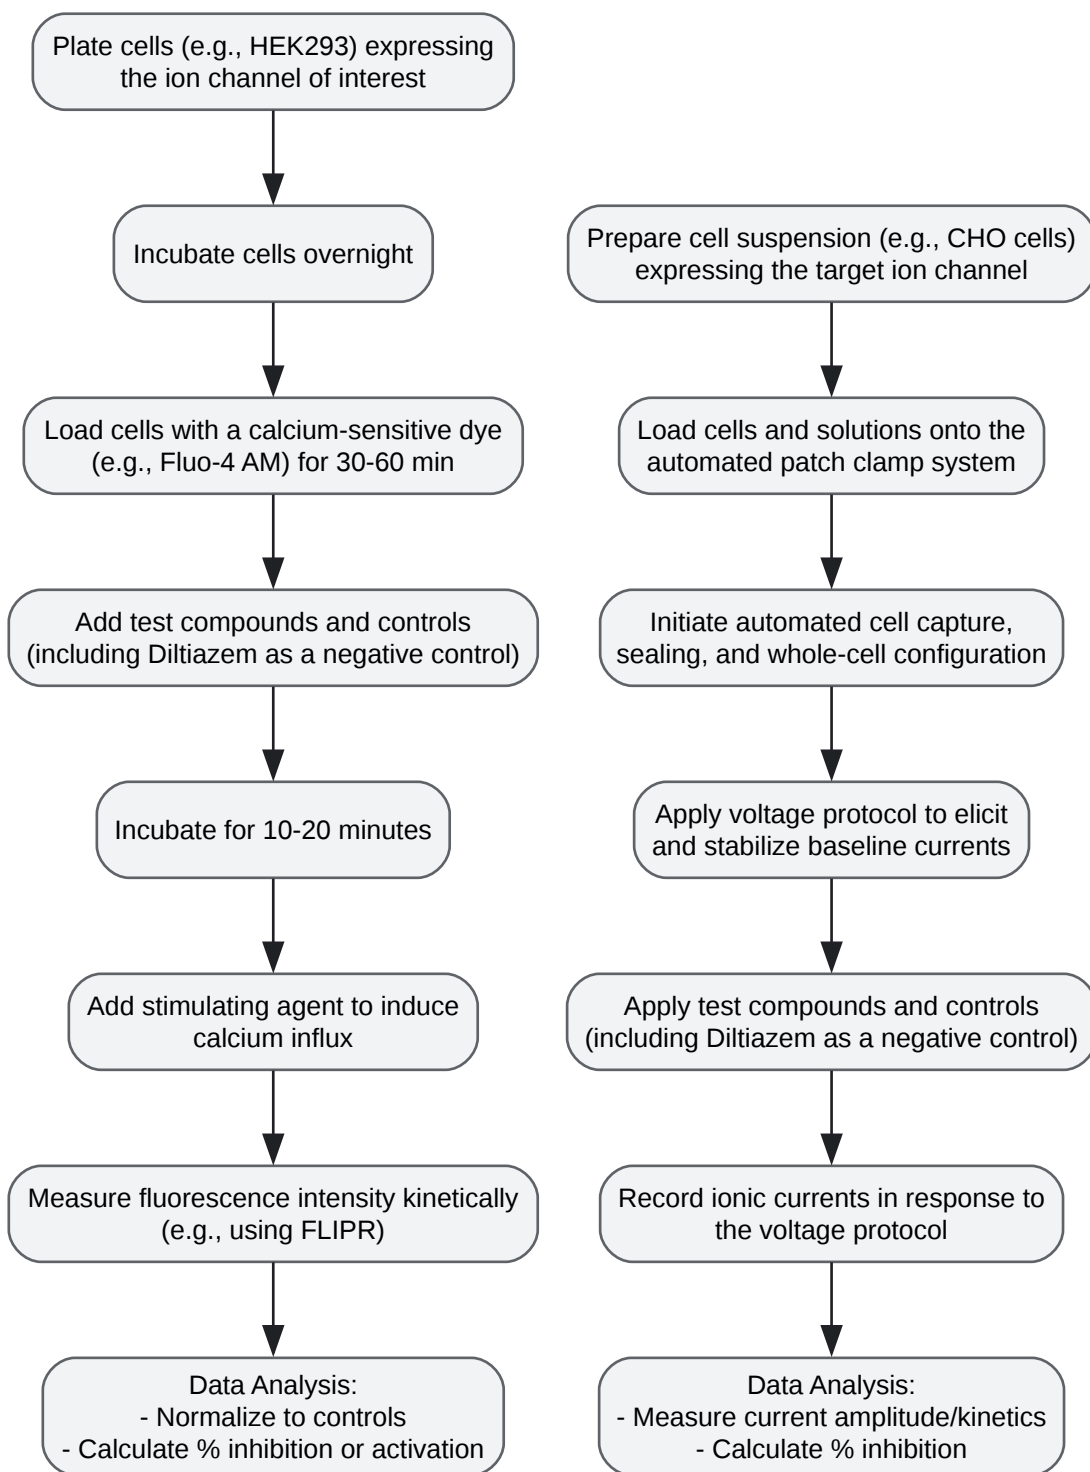 Plate cells (e.g., HEK293) expressing
the ion channel of interest
Incubate cells overnight
Load cells with a calcium-sensitive dye
(e.g., Fluo-4 AM) for 30-60 min
Add test compounds and controls
(including Diltiazem as a negative control)
Incubate for 10-20 minutes
Add stimulating agent to induce
calcium influx
Measure fluorescence intensity kinetically
(e.g., using FLIPR)
Data Analysis:
- Normalize to controls
- Calculate % inhibition or activation
Prepare cell suspension (e.g., CHO cells)
expressing the target ion channel
Load cells and solutions onto the
automated patch clamp system
Initiate automated cell capture,
sealing, and whole-cell configuration
Apply voltage protocol to elicit
and stabilize baseline currents
Apply test compounds and controls
(including Diltiazem as a negative control)
Record ionic currents in response to
the voltage protocol
Data Analysis:
- Measure current amplitude/kinetics
- Calculate % inhibition